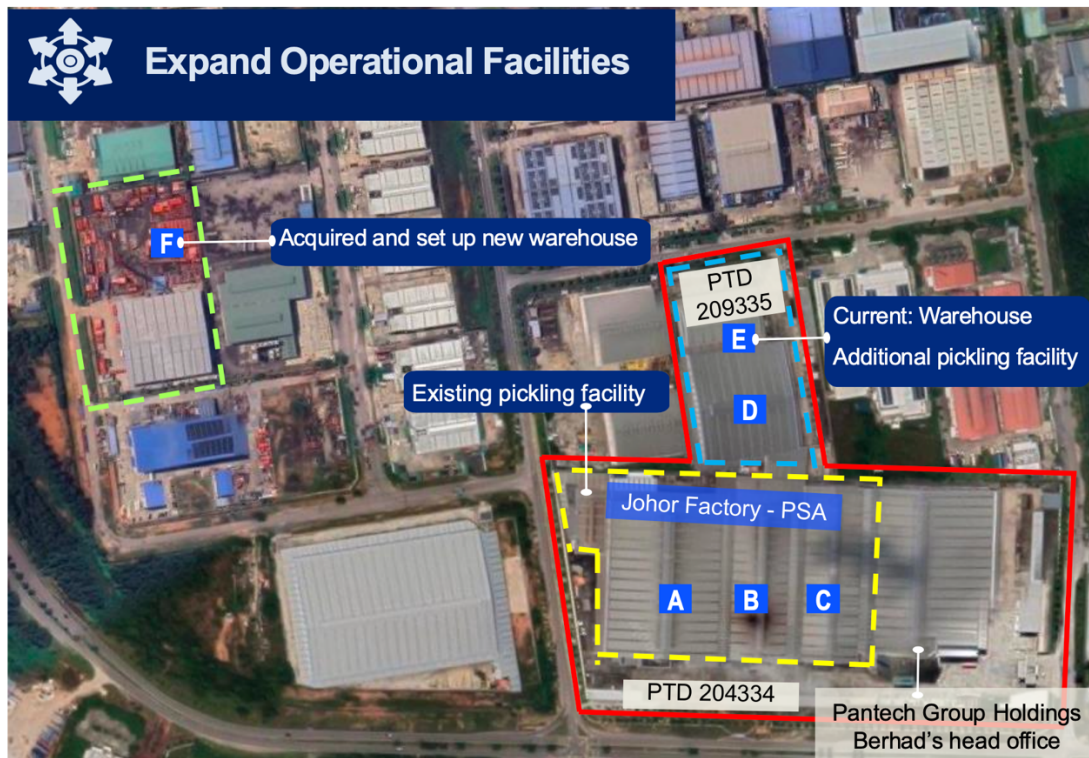 Expand Operational Facilities
F
Acquired and set up new warehouse
PTD
209335
E
Current: Warehouse
Additional pickling facility
Existing pickling facility
D
Johor Factory - PSA
A
B
C
PTD 204334
Pantech Group Holdings
Berhad's head office